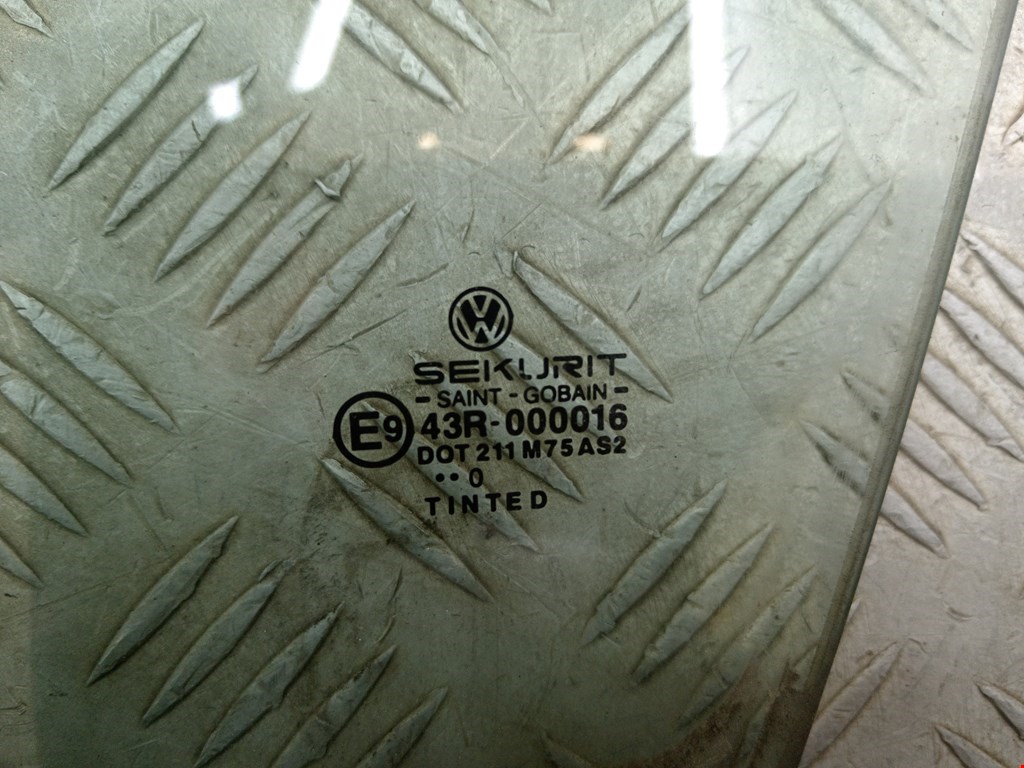 SEKURIT
- SAINT - GOBAIN -
E9 43R-000016
DOT 211 M75 AS2
•• 0
TINTED